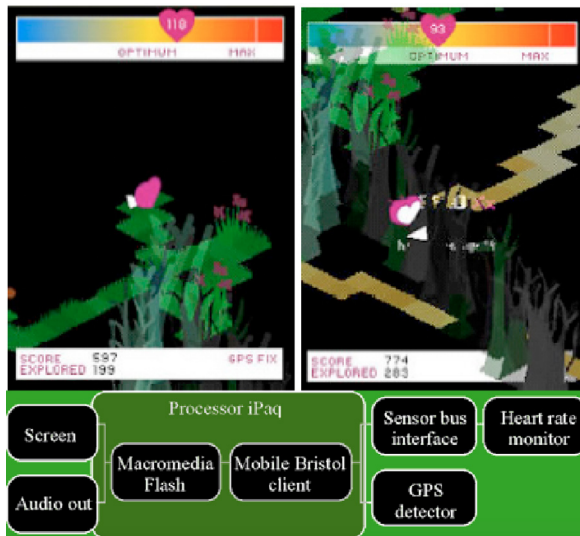 118
OPTIMUM MAX
SCORE 597
EXPLORED 199
GPS FIX
93
OPTIMUM MAX
SCORE 774
EXPLORED 283
Processor iPaq
Screen
Audio out
Macromedia
Flash
Mobile Bristol
client
Sensor bus
interface
Heart rate
monitor
GPS
detector